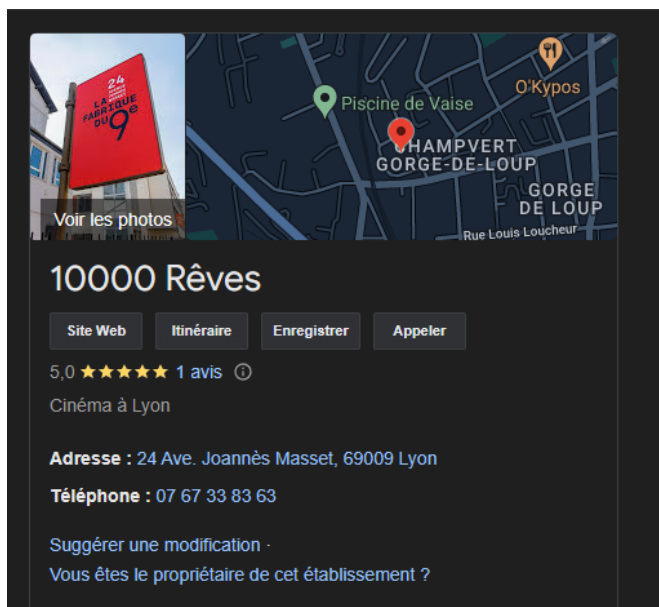 24
LA
FABRIQUE
DU 9e
Piscine de Vaise
O'Kypos
CHAMPVERT
GORGE-DE-LOUP
GORGE
DE LOUP
Rue Louis Loucheur
Voir les photos
10000 Rêves
Site Web Itinéraire Enregistrer Appeler
5,0 ★★★★★ 1 avis
Cinéma à Lyon
Adresse : 24 Ave. Joannès Masset, 69009 Lyon
Téléphone : 07 67 33 83 63
Suggérer une modification ·
Vous êtes le propriétaire de cet établissement ?